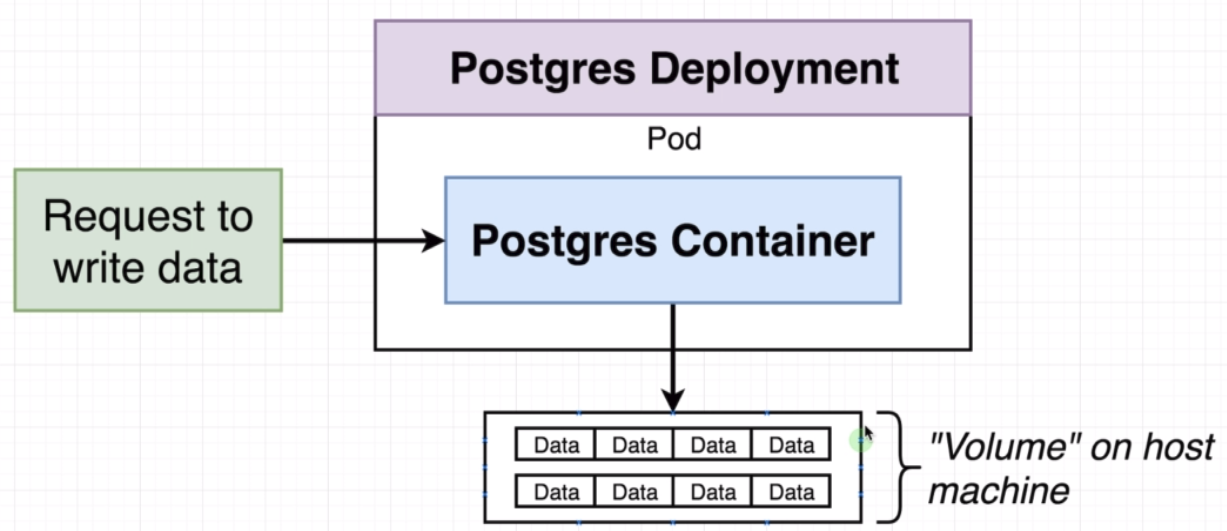 Postgres Deployment
Pod
Request to
write data
Postgres Container
Data Data Data Data
Data Data Data Data
"Volume" on host
machine